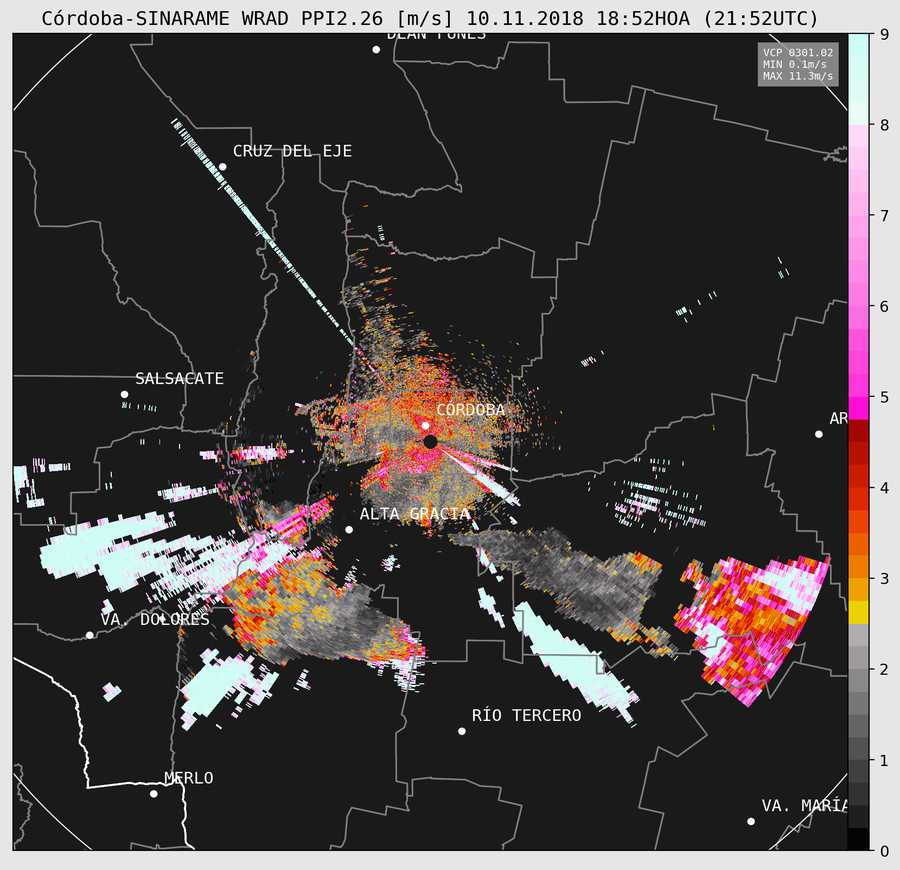 Córdoba-SINARAME WRAD PPI2.26 [m/s] 10.11.2018 18:52HOA (21:52UTC)
DEAN FUNES
VCP 0301.02
MIN 0.1m/s
MAX 11.3m/s
9
8
CRUZ DEL EJE
7
6
SALSACATE
5
CÓRDOBA
AR
4
ALTA GRACIA
3
VA. DOLORES
2
RÍO TERCERO
1
MERLO
VA. MARÍA
0